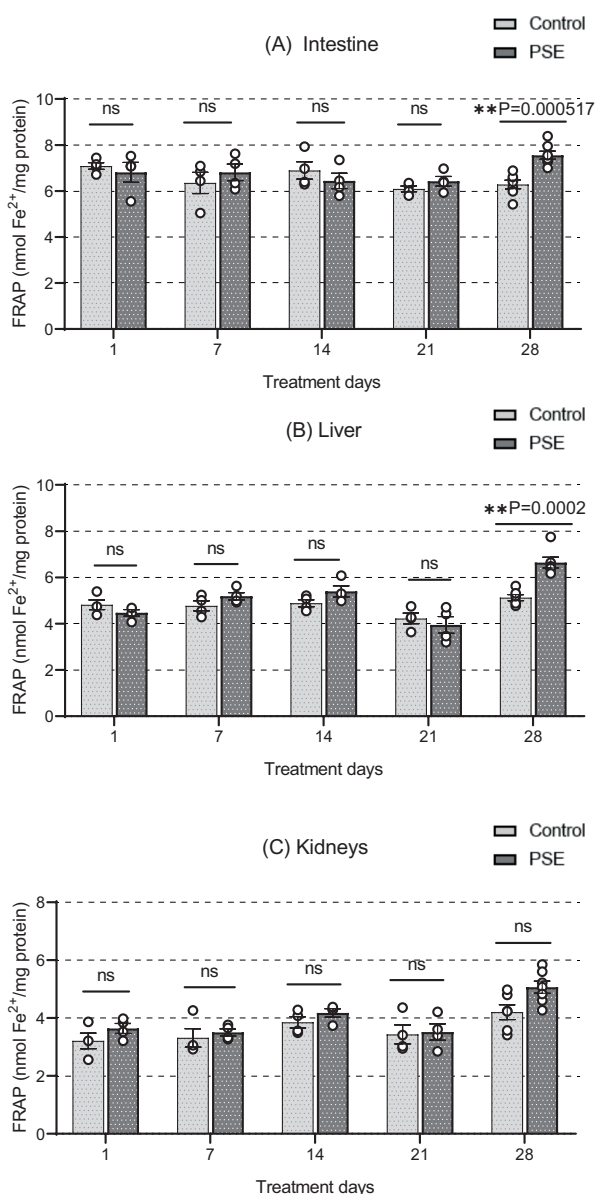 Control
PSE
(A) Intestine
FRAP (nmol Fe2+/mg protein)
10
8
6
4
2
0
ns
ns
ns
ns
**P=0.000517
1
7
14
21
28
Treatment days
Control
PSE
(B) Liver
FRAP (nmol Fe2+/mg protein)
10
8
6
4
2
0
ns
ns
ns
ns
**P=0.0002
1
7
14
21
28
Treatment days
Control
PSE
(C) Kidneys
FRAP (nmol Fe2+/mg protein)
8
6
4
2
0
ns
ns
ns
ns
ns
1
7
14
21
28
Treatment days